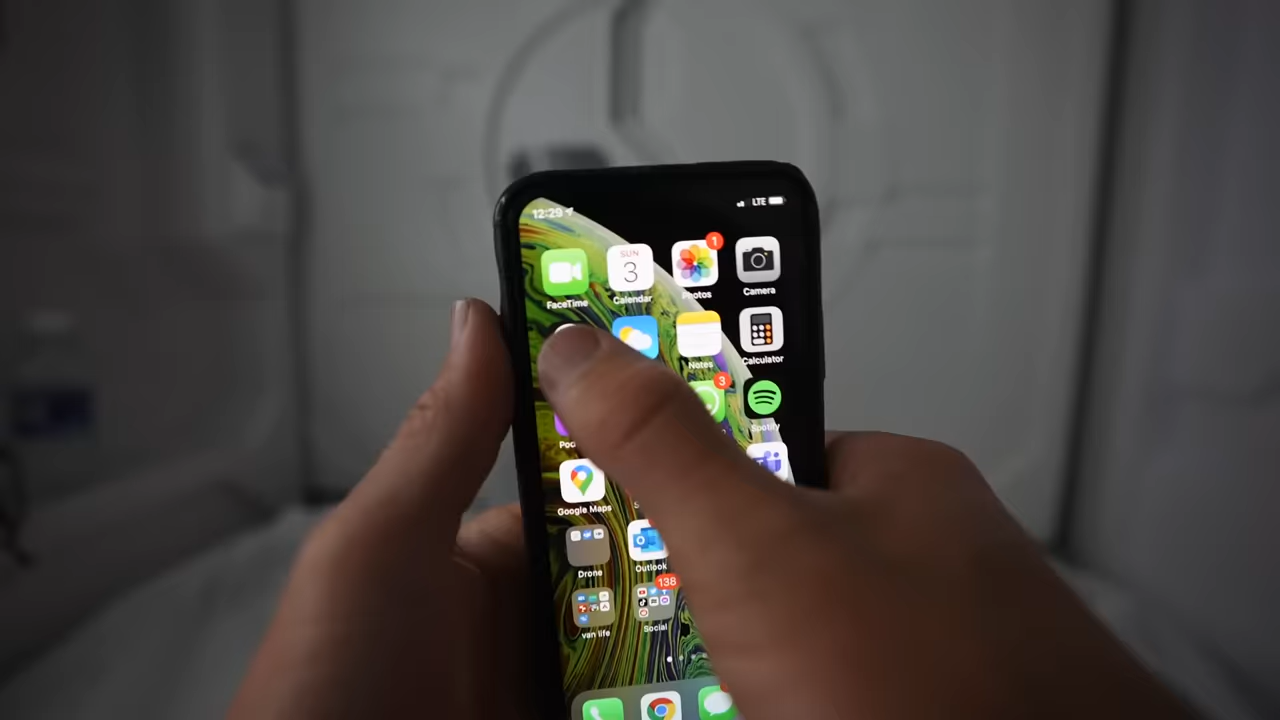 12:29 LTE
1
SUN
3
FaceTime Calendar Photos Camera
Notes Calculator
3
Spotify
Google Maps
Drone Outlook
138
van life Social